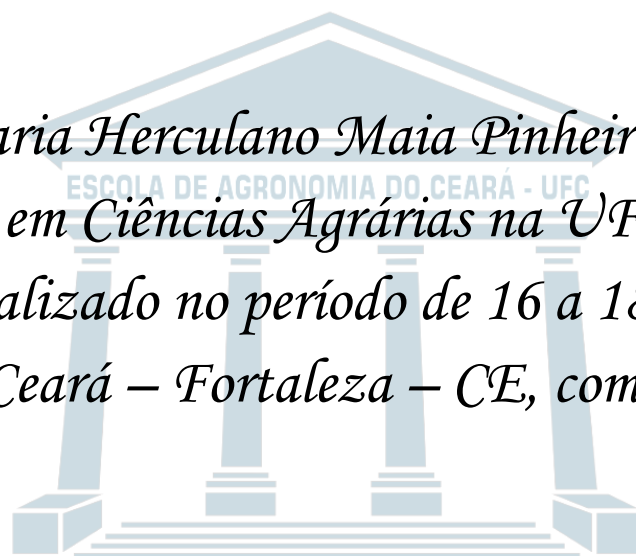 aria Herculano Maia Pinheir
ESCOLA DE AGRONOMIA DO CEARÁ - UFC
em Ciências Agrárias na UF
alizado no período de 16 a 18
Ceará – Fortaleza – CE, com